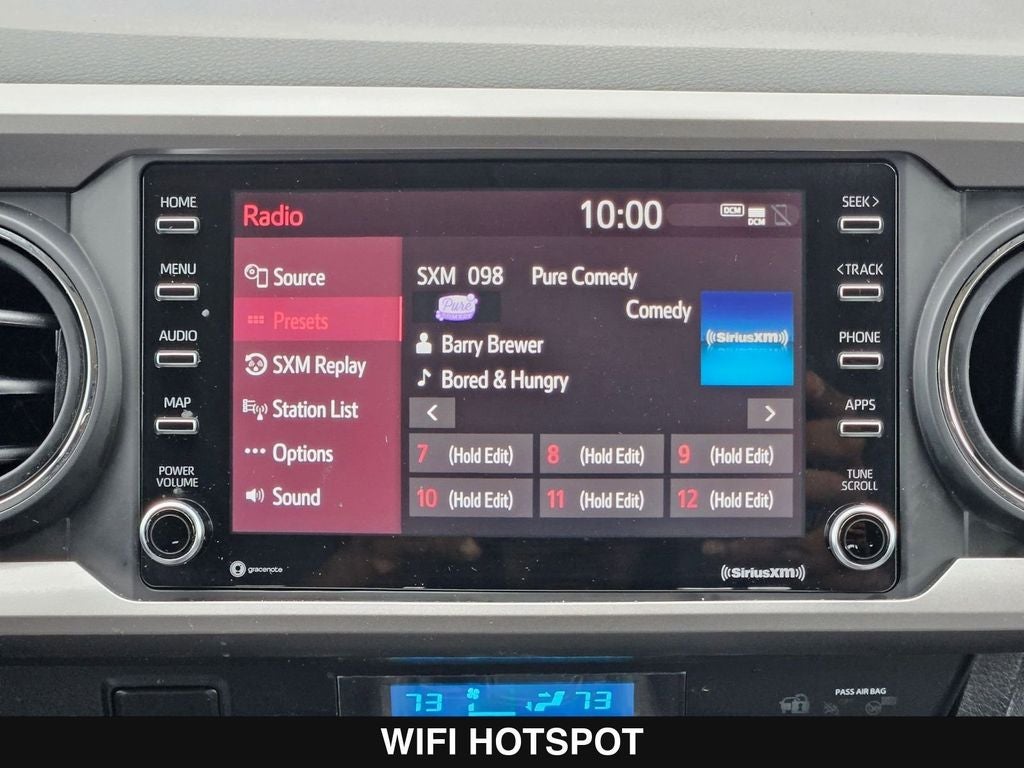 HOME
MENU
AUDIO
MAP
POWER
VOLUME
Radio
10:00
DCM
DCM
Source
Presets
SXM Replay
Station List
Options
Sound
SXM 098 Pure Comedy
Pure
COMEDY
Comedy
((SiriusXM))
Barry Brewer
Bored & Hungry
<
>
7 (Hold Edit)
8 (Hold Edit)
9 (Hold Edit)
10 (Hold Edit)
11 (Hold Edit)
12 (Hold Edit)
SEEK >
< TRACK
PHONE
APPS
TUNE
SCROLL
gracenote
((SiriusXM))
73
73
PASS AIR BAG
WIFI HOTSPOT